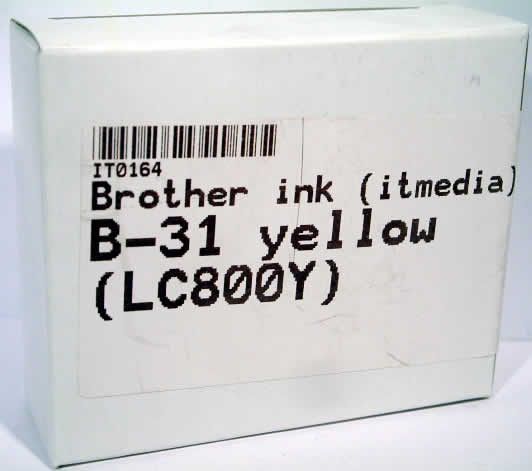 IT0164
Brother ink (itmedia)
B-31 yellow
(LC800Y)